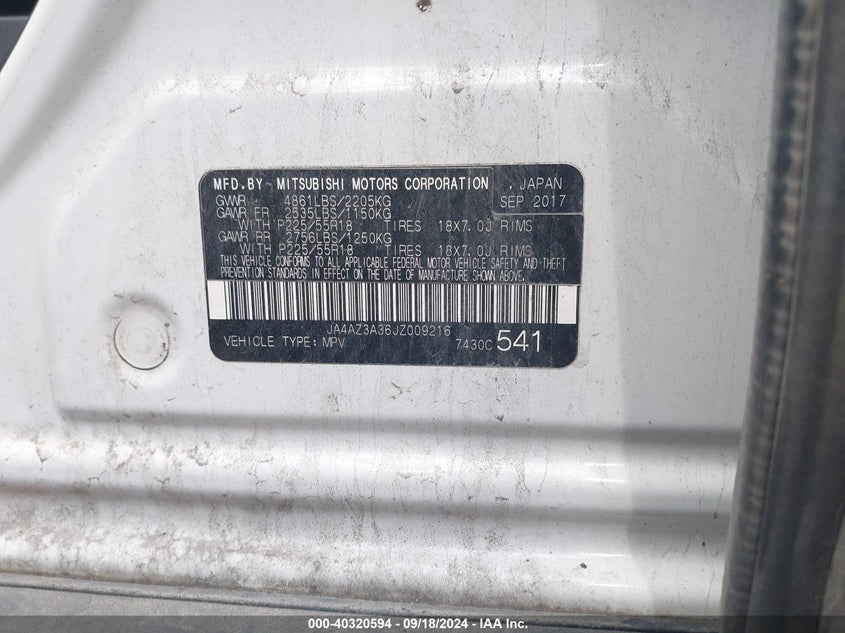 MFD.BY MITSUBISHI MOTORS CORPORATION , JAPAN
GVWR 4861LBS/2205KG SEP 2017
GAWR FR 2535LBS/1150KG
WITH P225/55R18 TIRES 18X7.0J RIMS
GAWR RR 2756LBS/1250KG
WITH P225/55R18 TIRES 18X7.0J RIMS
THIS VEHICLE CONFORMS TO ALL APPLICABLE FEDERAL MOTOR VEHICLE SAFETY AND THEFT
PREVENTION STANDARDS IN EFFECT ON THE DATE OF MANUFACTURE SHOWN ABOVE.
JA4AZ3A36JZ009216
VEHICLE TYPE: MPV 7430C 541
000-40320594 - 09/18/2024 - IAA Inc.